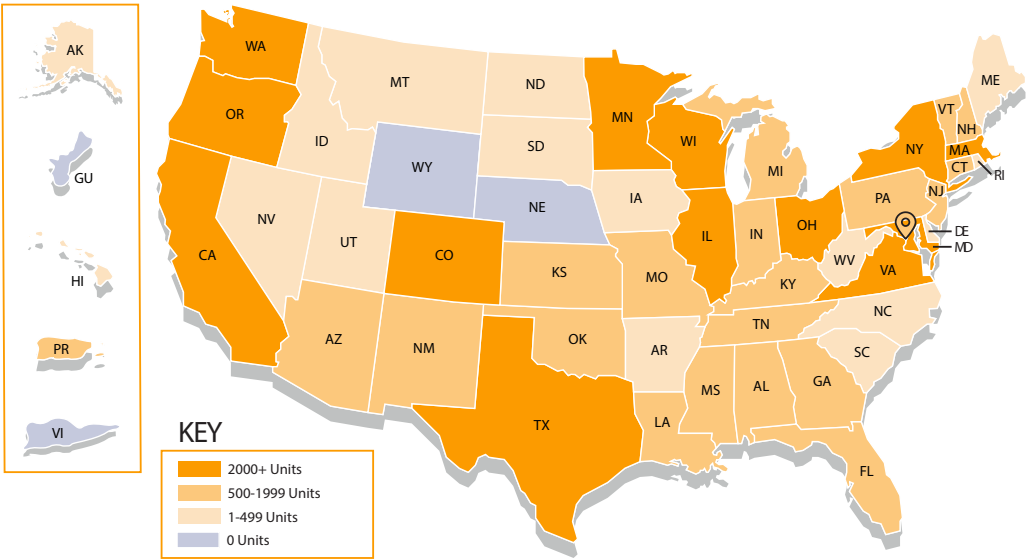 AK
GU
HI
PR
VI
WA
OR
CA
ID
NV
MT
WY
UT
AZ
CO
NM
ND
SD
NE
KS
OK
TX
MN
IA
MO
AR
LA
WI
IL
MS
MI
IN
KY
TN
AL
OH
GA
FL
WV
VA
NC
SC
PA
NY
VT
NH
ME
MA
CT
RI
NJ
DE
MD
KEY
2000+ Units
500-1999 Units
1-499 Units
0 Units